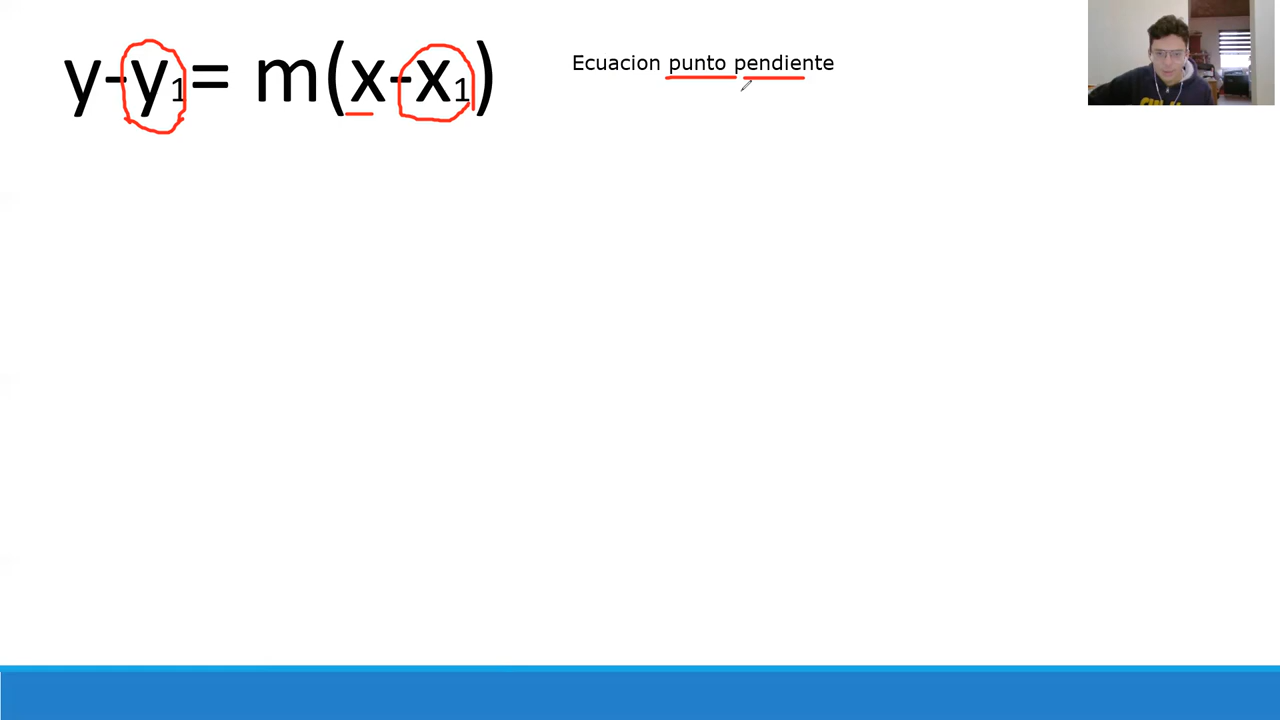 y-y₁= m(x-x₁)
Ecuacion punto pendiente